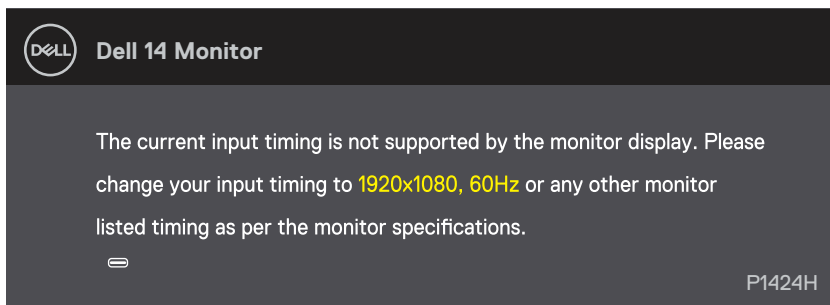 DELL
Dell 14 Monitor
The current input timing is not supported by the monitor display. Please
change your input timing to 1920x1080, 60Hz or any other monitor
listed timing as per the monitor specifications.
P1424H